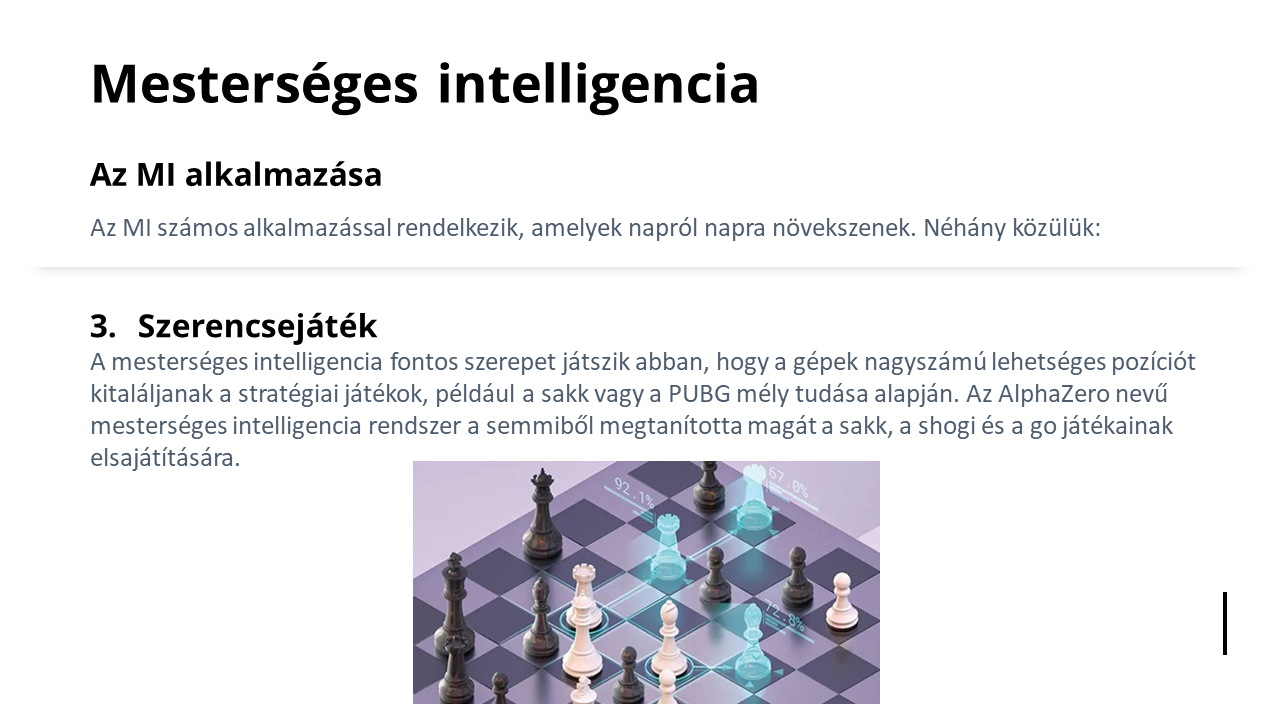 Mesterséges intelligencia
Az MI alkalmazása
Az MI számos alkalmazással rendelkezik, amelyek napról napra növekszenek. Néhány közülük:
3. Szerencsejáték
A mesterséges intelligencia fontos szerepet játszik abban, hogy a gépek nagyszámú lehetséges pozíciót
kitaláljanak a stratégiai játékok, például a sakk vagy a PUBG mély tudása alapján. Az AlphaZero nevű
mesterséges intelligencia rendszer a semmiből megtanította magát a sakk, a shogi és a go játékainak
elsajátítására.
92.1%
67.0%
72.8%